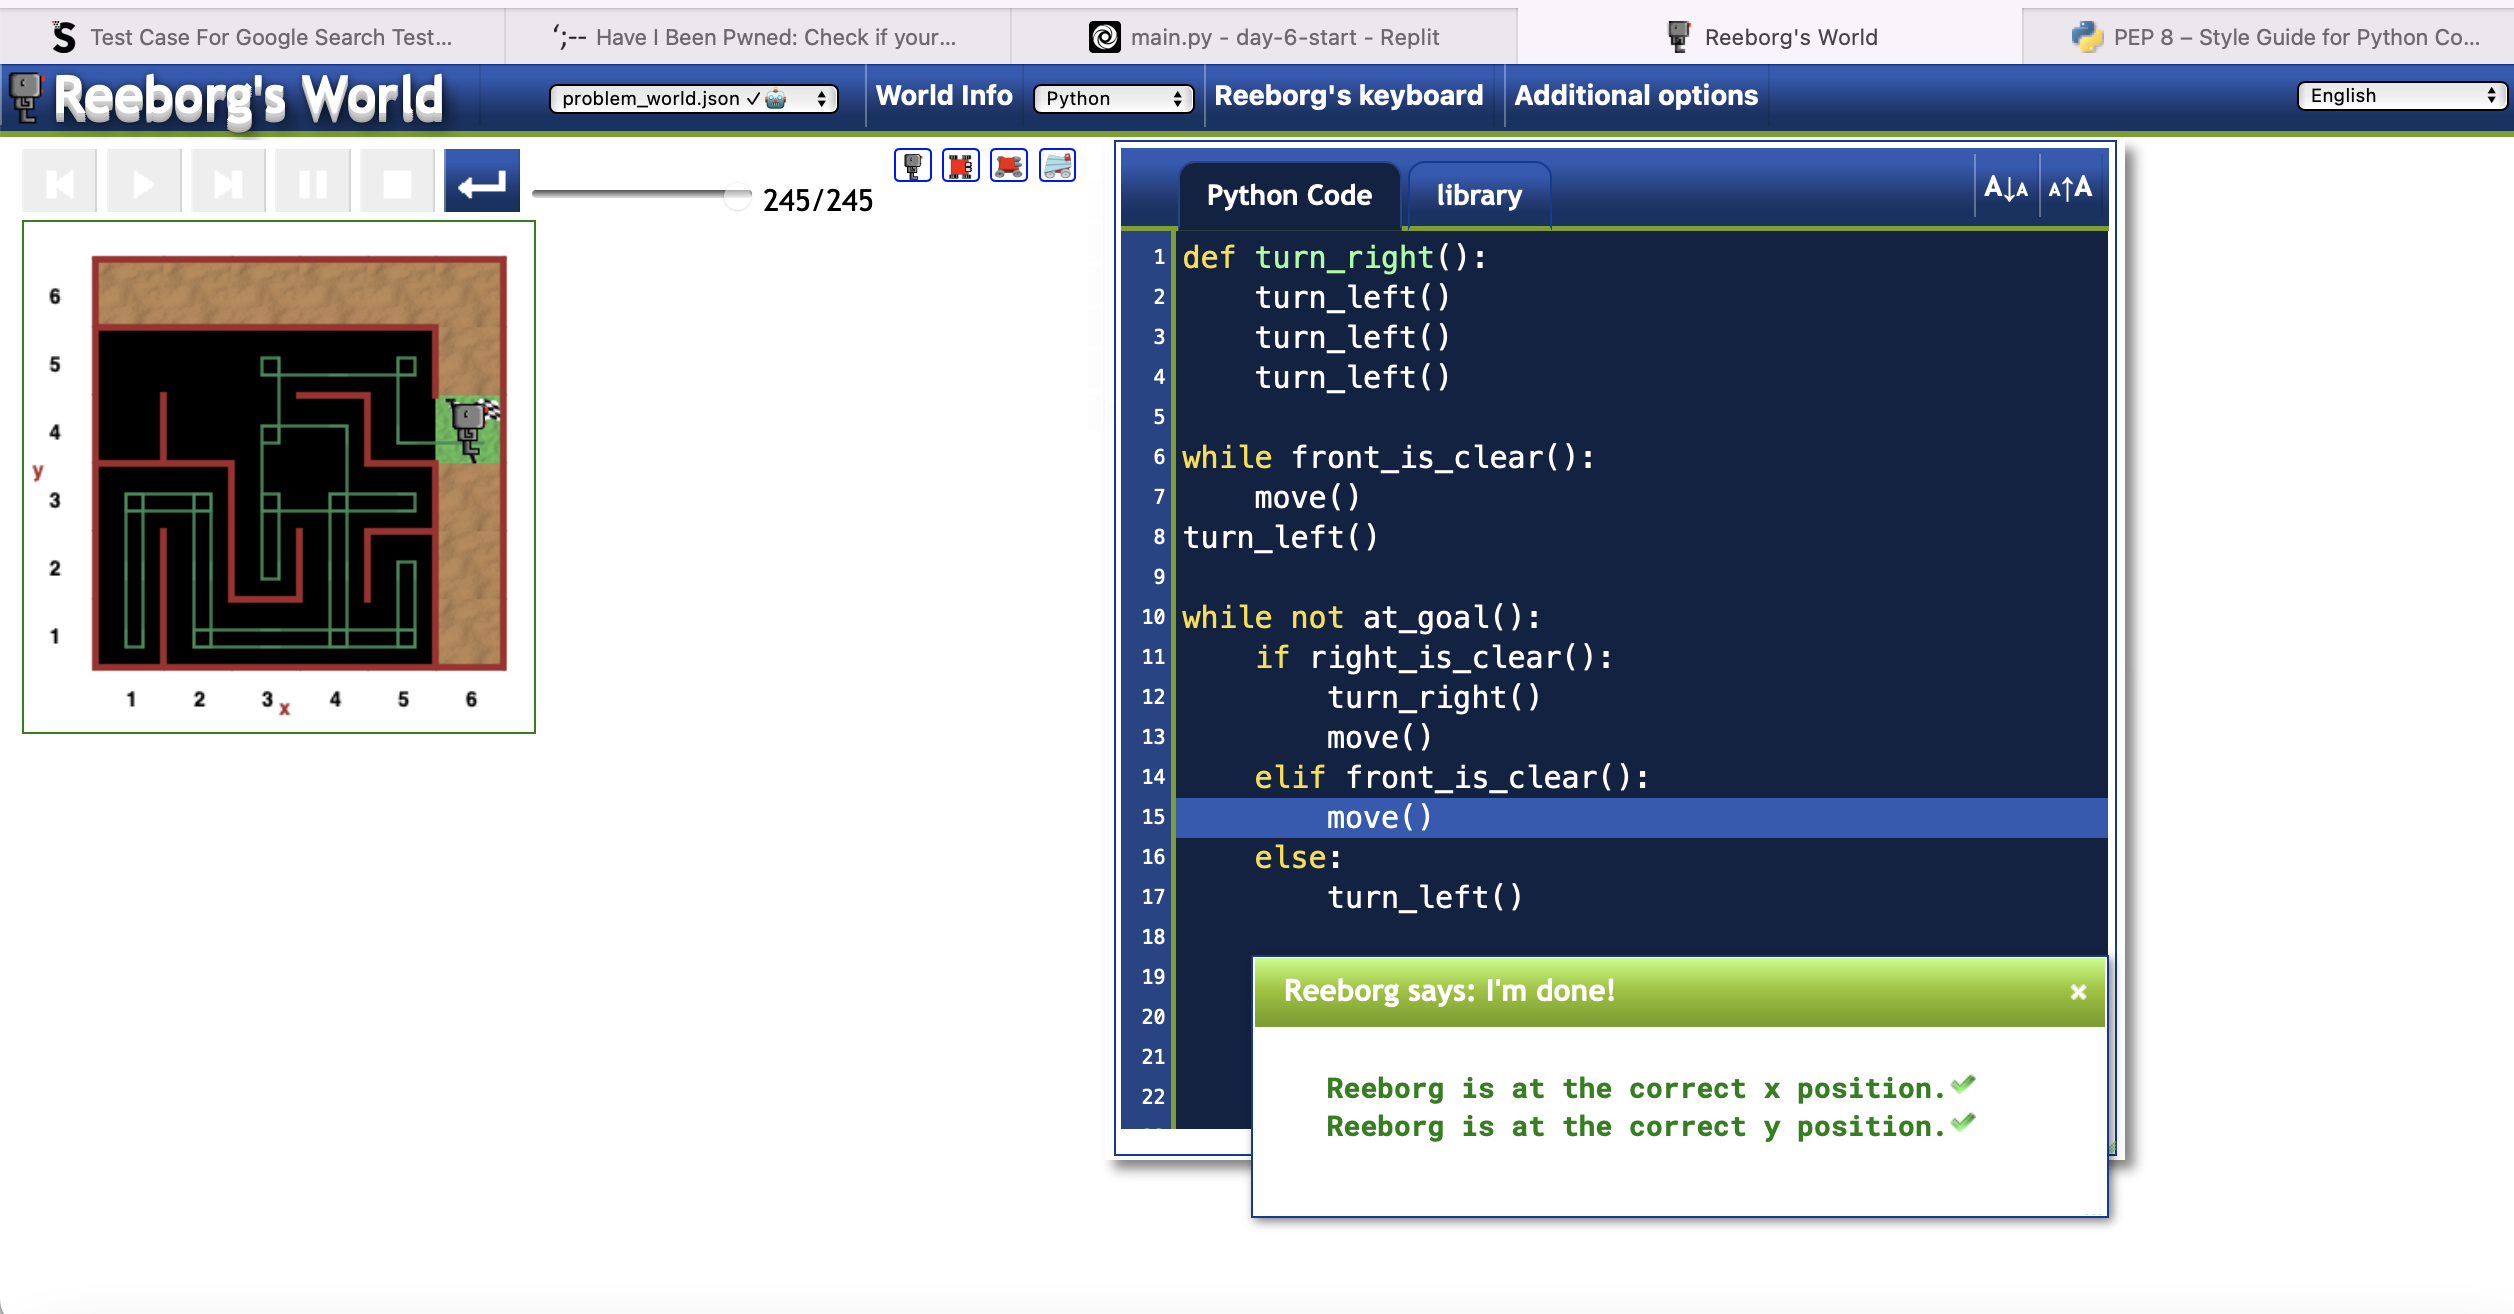 Test Case For Google Search Test...
';-- Have I Been Pwned: Check if your...
main.py - day-6-start - Replit
Reeborg's World
PEP 8 – Style Guide for Python Co...
Reeborg's World
problem_world.json ✓ 🤖
World Info
Python
Reeborg's keyboard
Additional options
English
245/245
Python Code
library
A↓A
A↑A
6
5
4
y
3
2
1
1 2 3 x 4 5 6
1 def turn_right():
2     turn_left()
3     turn_left()
4     turn_left()
5
6 while front_is_clear():
7     move()
8 turn_left()
9
10 while not at_goal():
11     if right_is_clear():
12         turn_right()
13         move()
14     elif front_is_clear():
15         move()
16     else:
17         turn_left()
18
19
20
21
22
Reeborg says: I'm done!
×
Reeborg is at the correct x position.✓
Reeborg is at the correct y position.✓